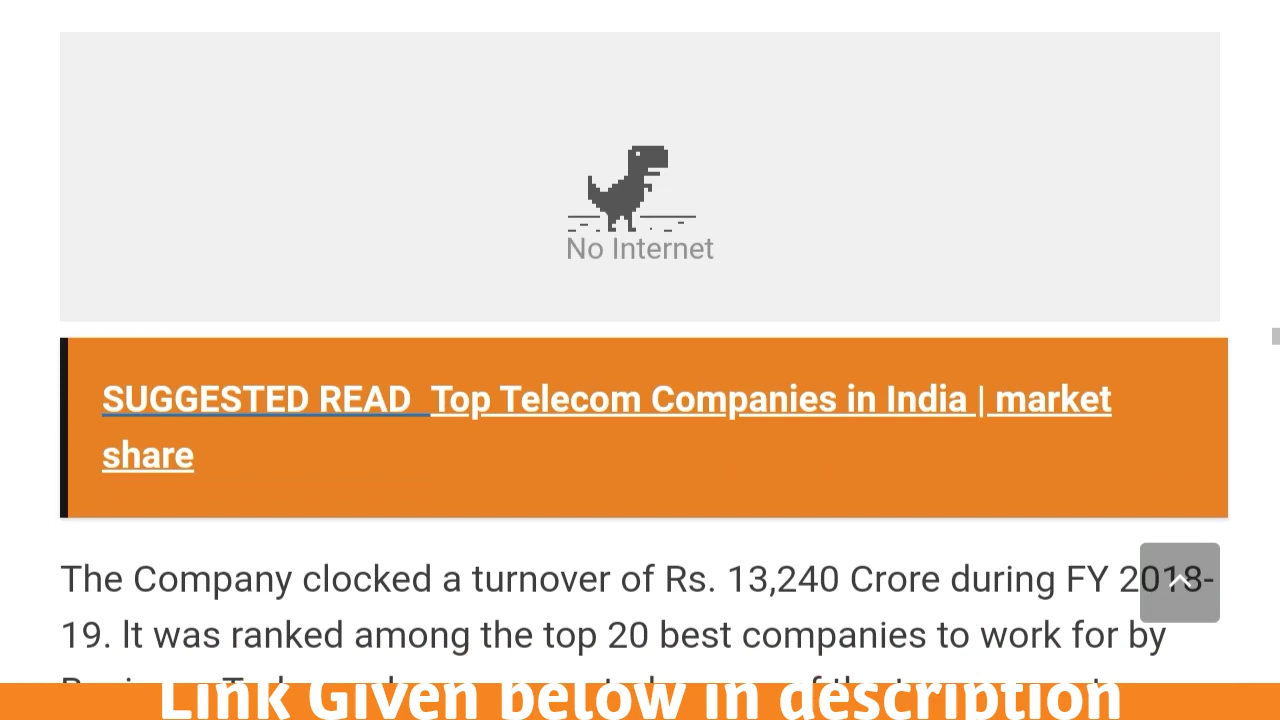 No Internet
SUGGESTED READ Top Telecom Companies in India | market
share
The Company clocked a turnover of Rs. 13,240 Crore during FY 2018-
19. It was ranked among the top 20 best companies to work for by
Link Given below in description